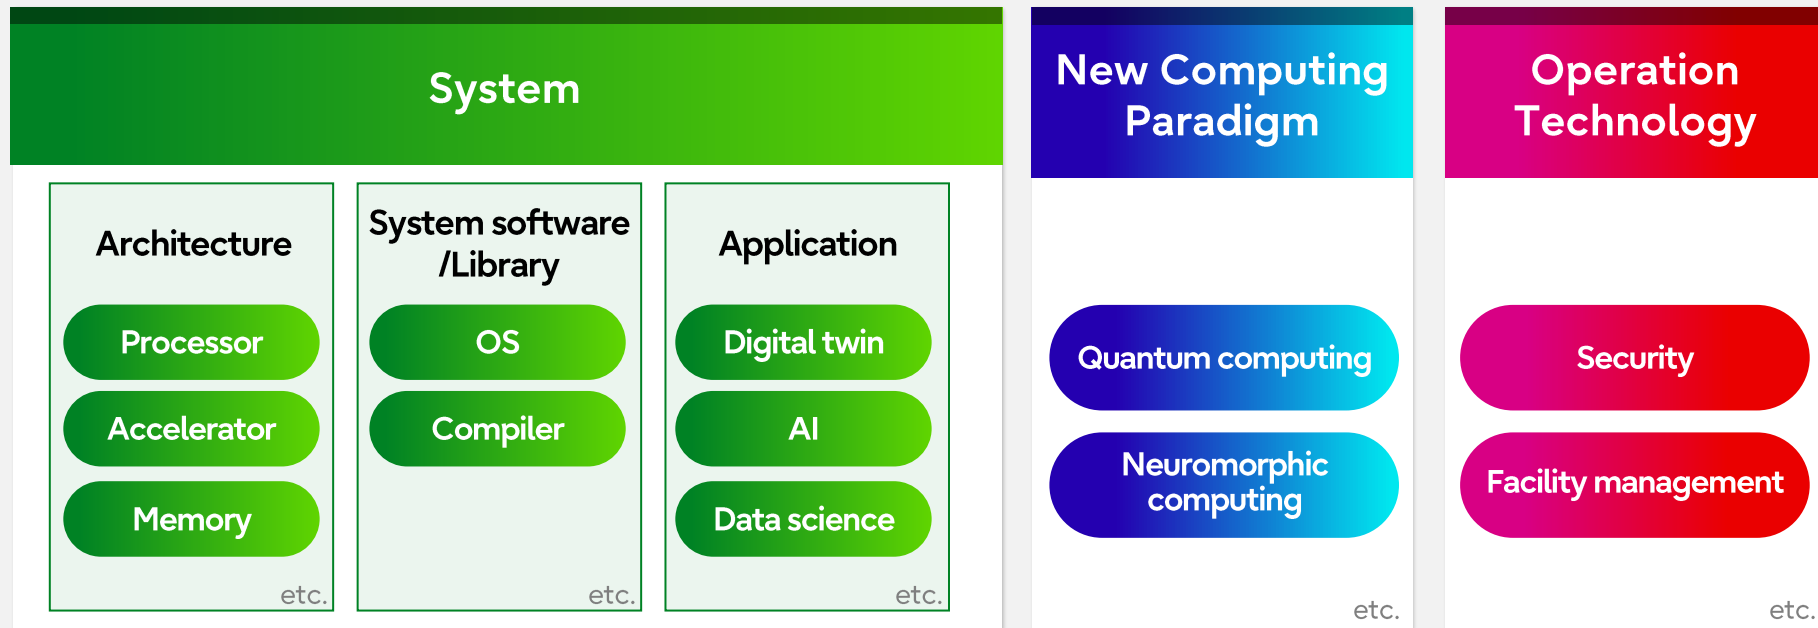 System
Architecture
Processor
Accelerator
Memory
etc.
System software
/Library
OS
Compiler
etc.
Application
Digital twin
AI
Data science
etc.
New Computing
Paradigm
Quantum computing
Neuromorphic
computing
etc.
Operation
Technology
Security
Facility management
etc.